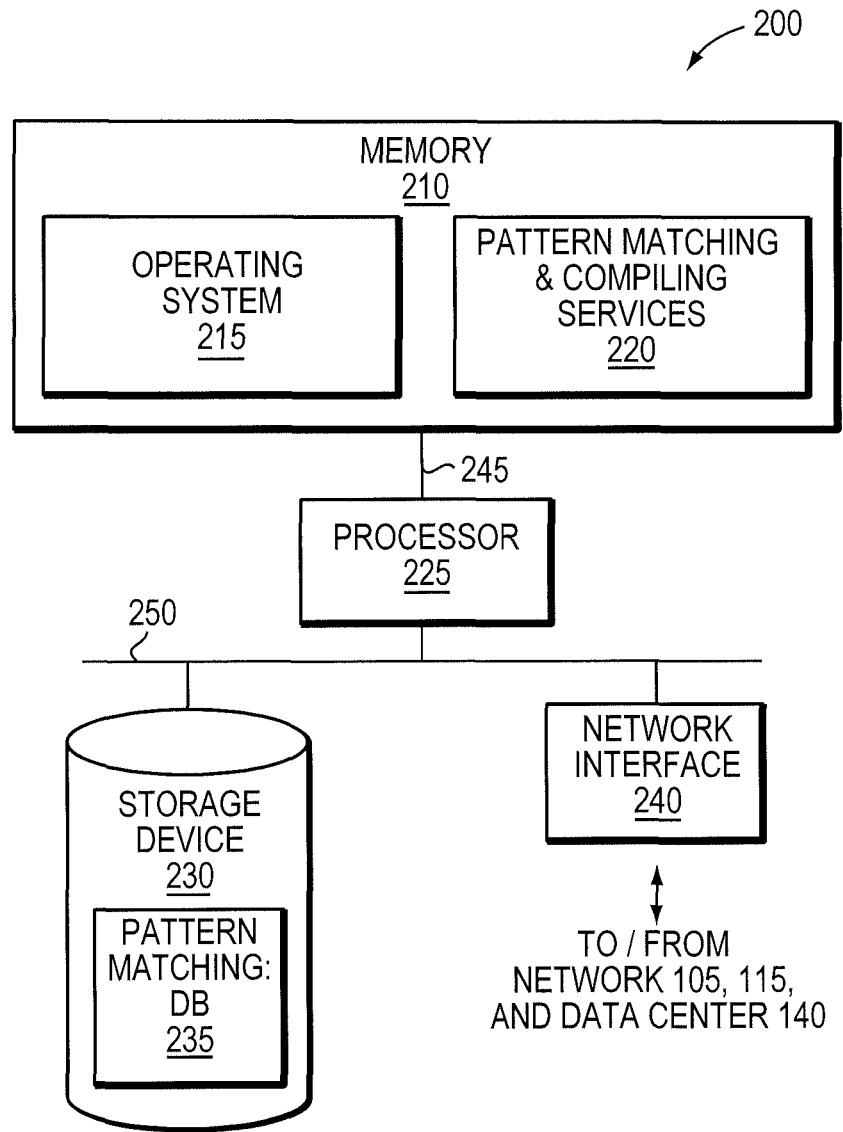 200
MEMORY
210
OPERATING
SYSTEM
215
PATTERN MATCHING
& COMPILING
SERVICES
220
245
PROCESSOR
225
250
STORAGE
DEVICE
230
PATTERN
MATCHING:
DB
235
NETWORK
INTERFACE
240
TO / FROM
NETWORK 105, 115,
AND DATA CENTER 140